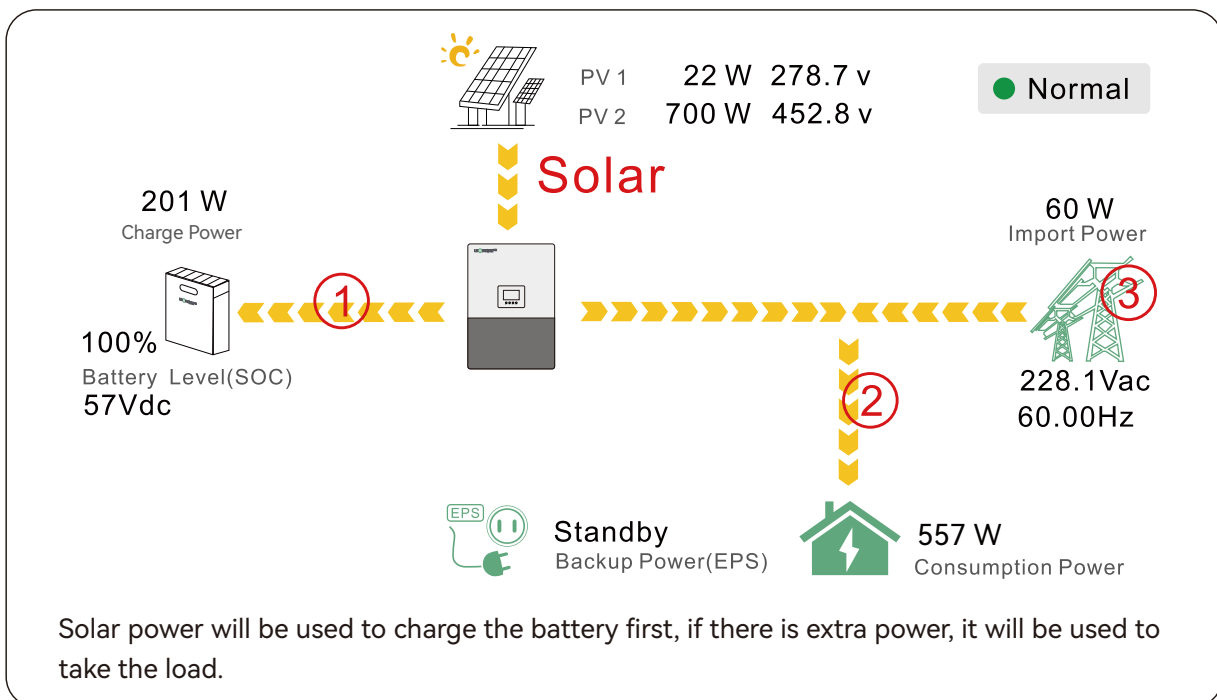 PV 1 22 W 278.7 v
PV 2 700 W 452.8 v
Normal
Solar
201 W
Charge Power
60 W
Import Power
1
3
100%
Battery Level(SOC)
57Vdc
2
228.1Vac
60.00Hz
EPS
Standby
Backup Power(EPS)
557 W
Consumption Power
Solar power will be used to charge the battery first, if there is extra power, it will be used to
take the load.